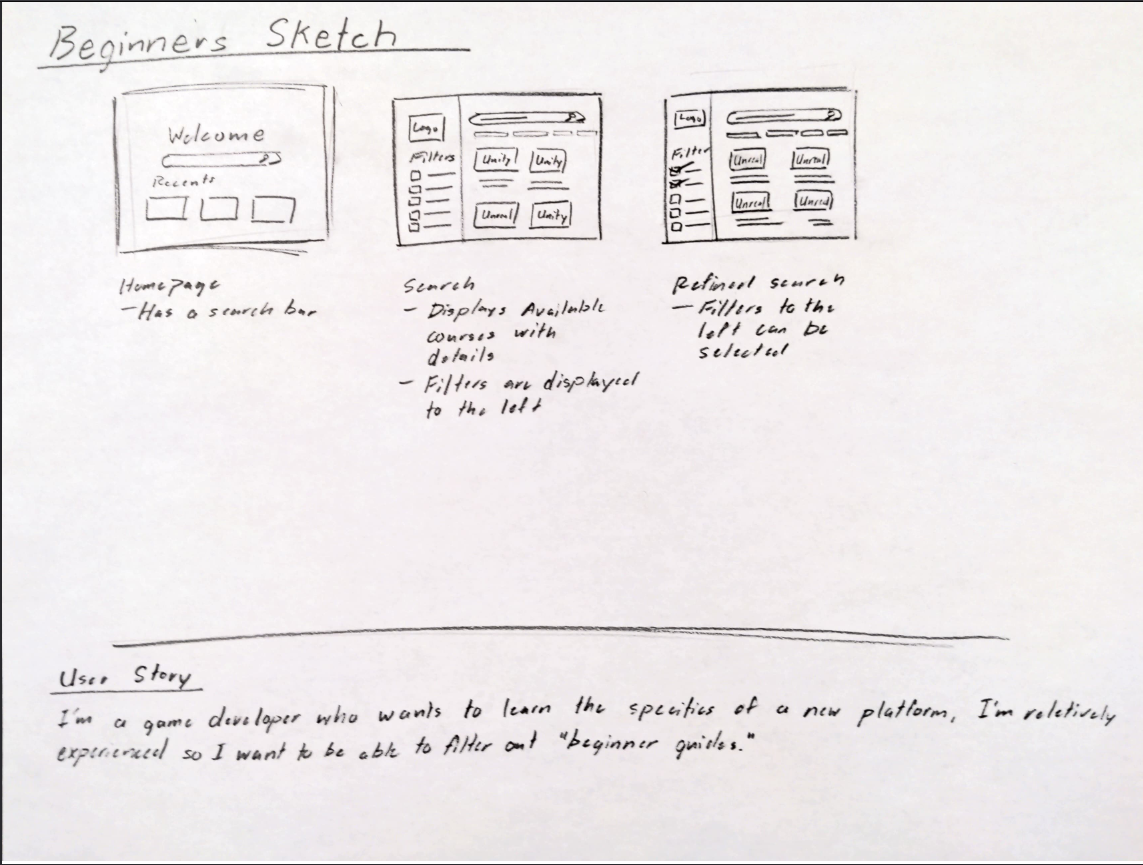 Beginners Sketch
Welcome
Recents
Logo
Filters
Unity Unity
Unreal Unity
Logo
Filter
Unreal Unreal
Unreal Unreal
Homepage
- Has a search bar
Search
- Displays Available
courses with
details
- Filters are displayed
to the left
Refined search
- Filters to the
left can be
selected
User Story
I'm a game developer who wants to learn the specifics of a new platform, I'm reletively
experienced so I want to be able to filter out "beginner guides."